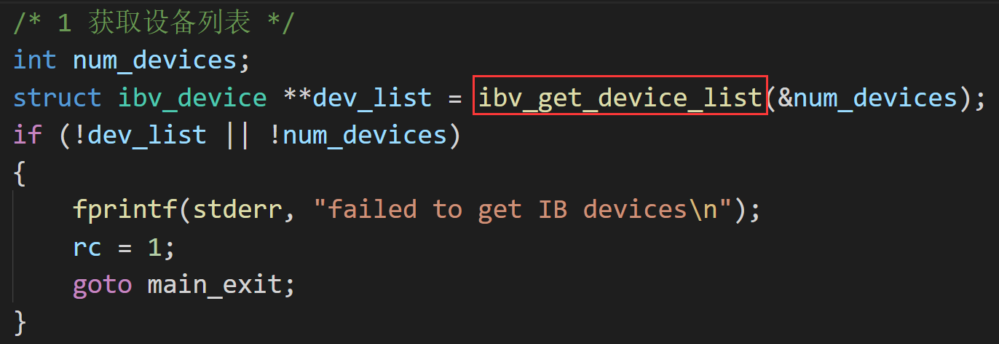 /* 1 获取设备列表 */
int num_devices;
struct ibv_device **dev_list = ibv_get_device_list(&num_devices);
if (!dev_list || !num_devices)
{
    fprintf(stderr, "failed to get IB devices\n");
    rc = 1;
    goto main_exit;
}